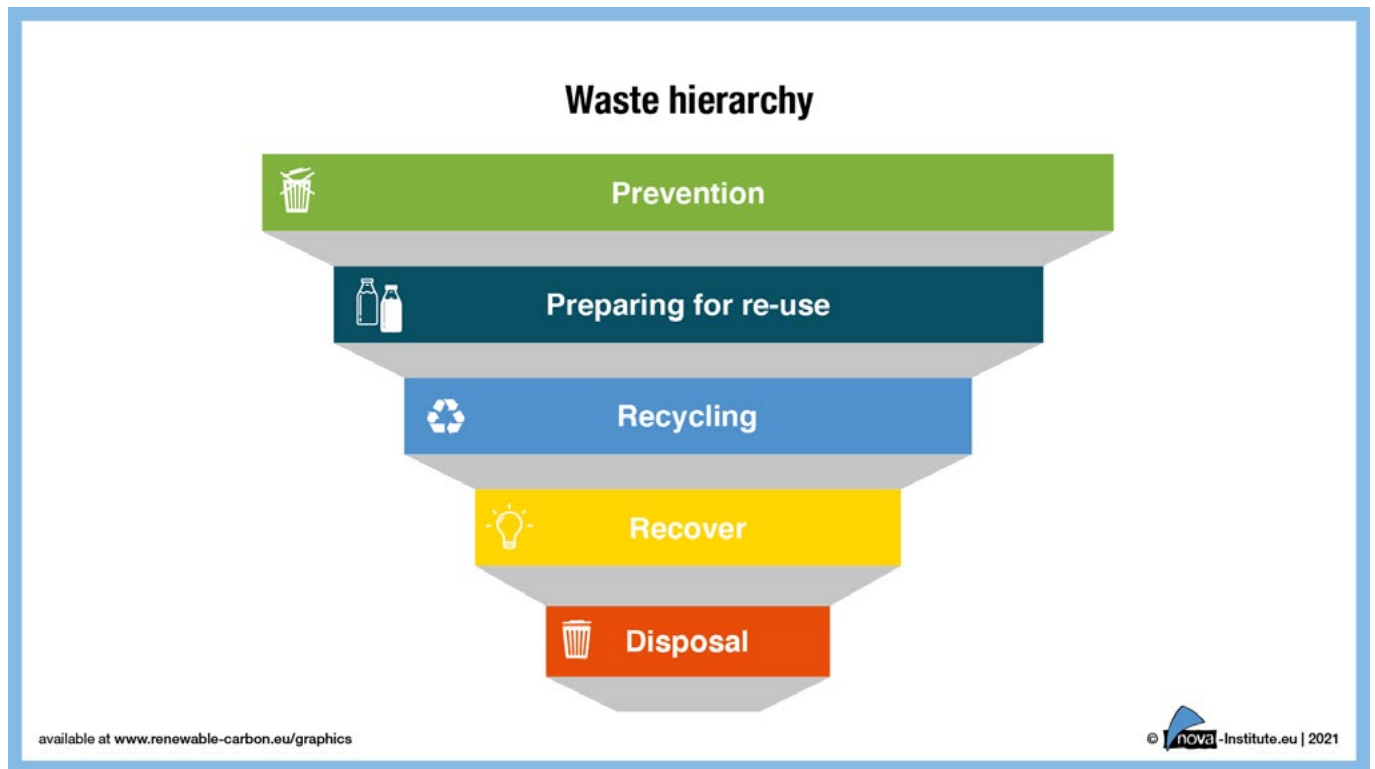 Waste hierarchy
Prevention
Preparing for re-use
Recycling
Recover
Disposal
available at www.renewable-carbon.eu/graphics
© nova-Institute.eu | 2021